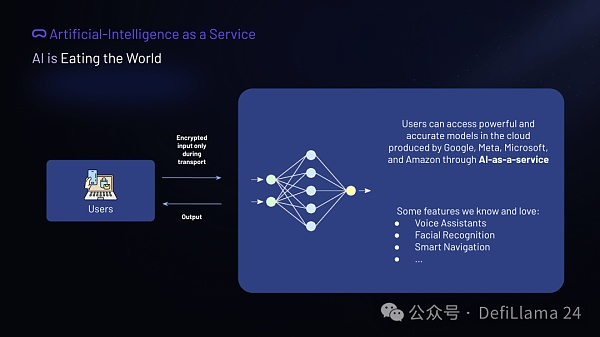 Artificial-Intelligence as a Service
AI is Eating the World
Encrypted
input only
during
transport
Users
Output
Users can access powerful and
accurate models in the cloud
produced by Google, Meta, Microsoft,
and Amazon through AI-as-a-service
Some features we know and love:
● Voice Assistants
● Facial Recognition
● Smart Navigation
● ...
公众号 · DefiLlama 24